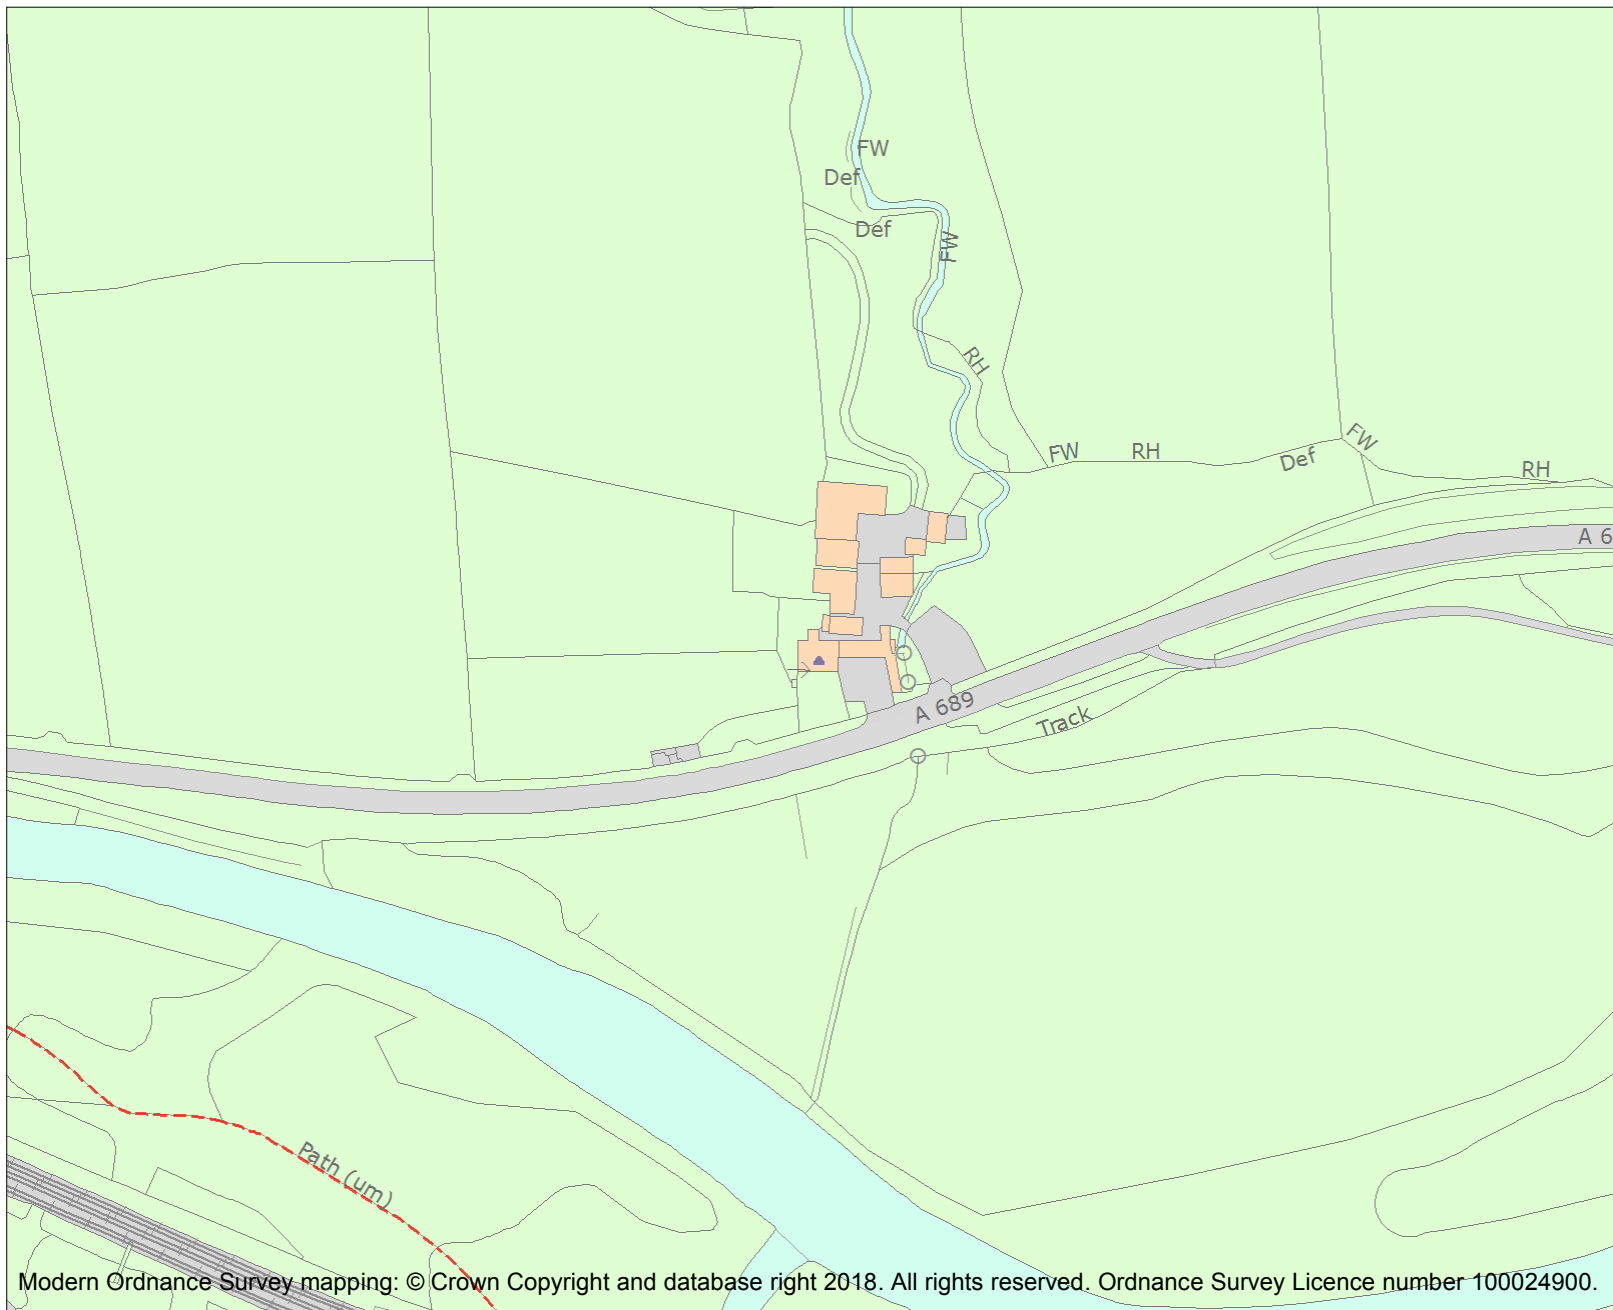 FW
Def
Def
FW
RH
FW
RH
Def
FW
RH
A 6
A 689
Track
Path (um)
Modern Ordnance Survey mapping: © Crown Copyright and database right 2018. All rights reserved. Ordnance Survey Licence number 100024900.